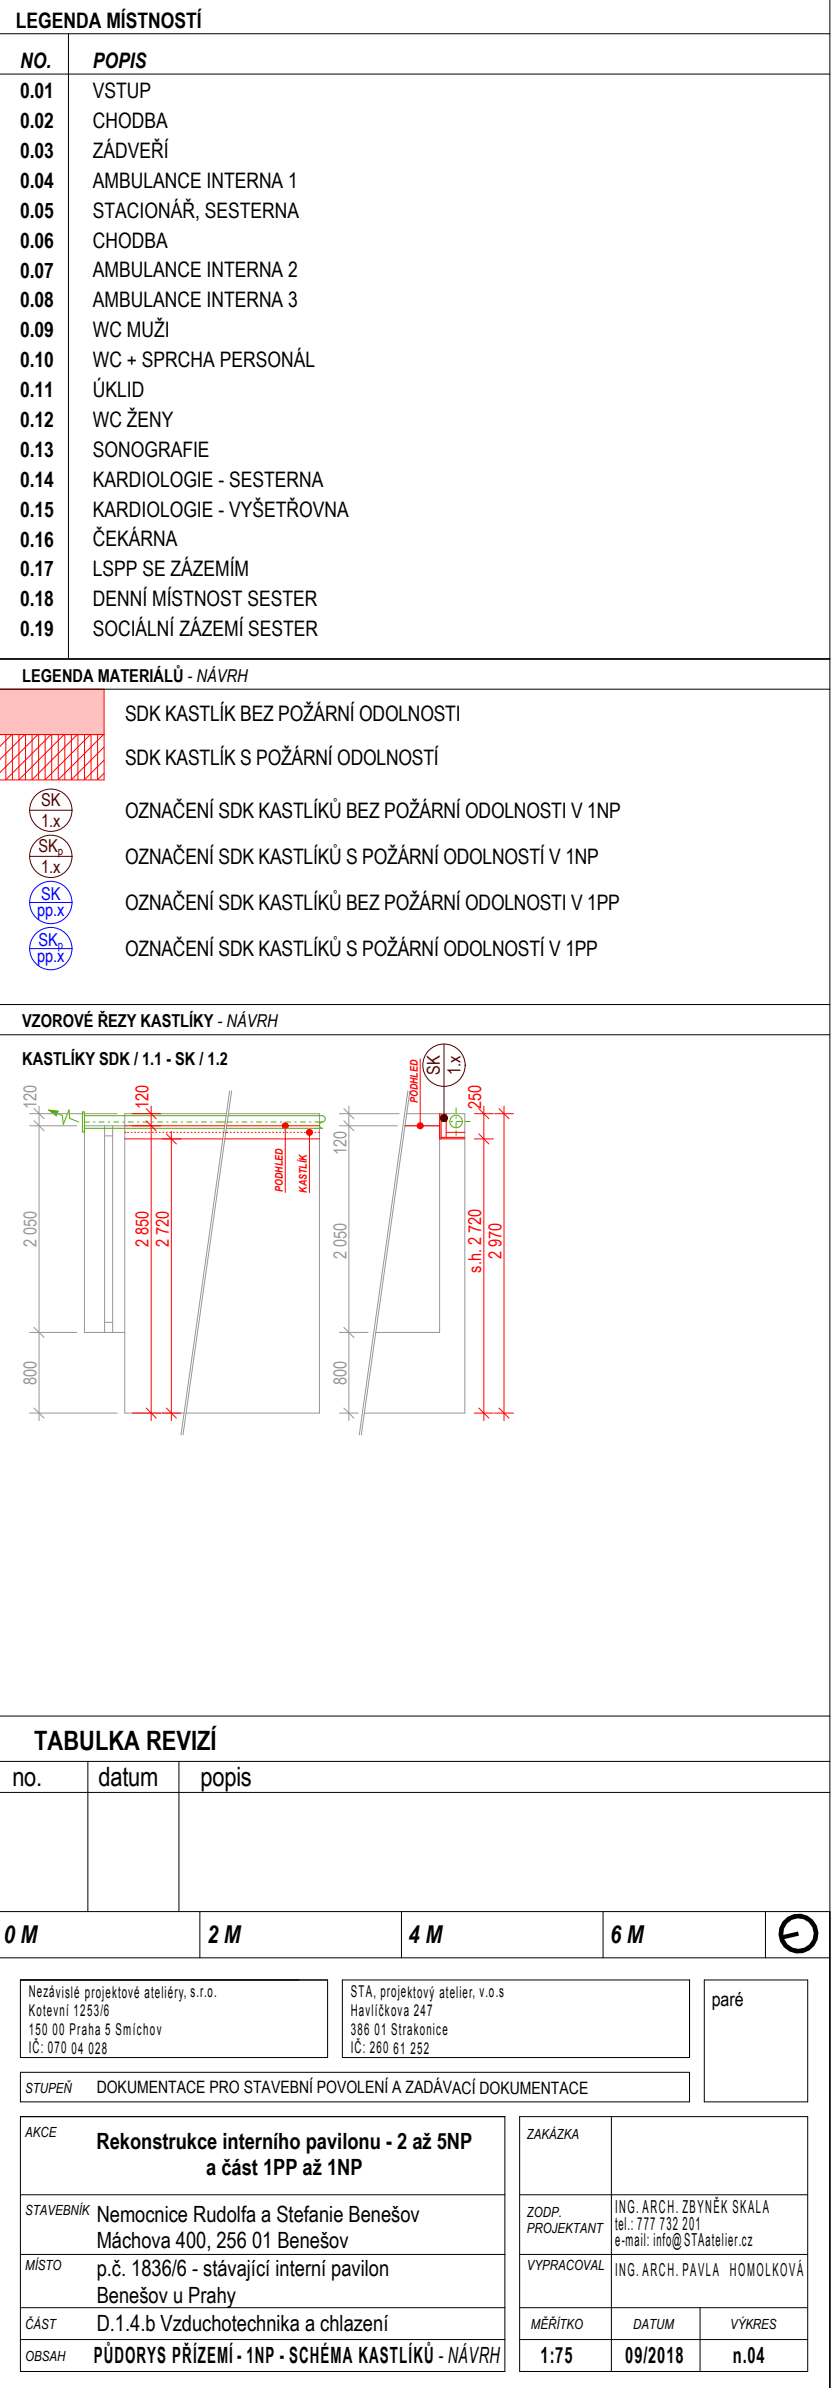 LEGENDA MÍSTNOSTÍ
NO. POPIS
0.01 VSTUP
0.02 CHODBA
0.03 ZÁDVEŘÍ
0.04 AMBULANCE INTERNA 1
0.05 STACIONÁŘ, SESTERNA
0.06 CHODBA
0.07 AMBULANCE INTERNA 2
0.08 AMBULANCE INTERNA 3
0.09 WC MUŽI
0.10 WC + SPRCHA PERSONÁL
0.11 ÚKLID
0.12 WC ŽENY
0.13 SONOGRAFIE
0.14 KARDIOLOGIE - SESTERNA
0.15 KARDIOLOGIE - VYŠETŘOVNA
0.16 ČEKÁRNA
0.17 LSPP SE ZÁZEMÍM
0.18 DENNÍ MÍSTNOST SESTER
0.19 SOCIÁLNÍ ZÁZEMÍ SESTER
LEGENDA MATERIÁLŮ - NÁVRH
SDK KASTLÍK BEZ POŽÁRNÍ ODOLNOSTI
SDK KASTLÍK S POŽÁRNÍ ODOLNOSTÍ
SK
1.x
OZNAČENÍ SDK KASTLÍKŮ BEZ POŽÁRNÍ ODOLNOSTI V 1NP
SKp
1.x
OZNAČENÍ SDK KASTLÍKŮ S POŽÁRNÍ ODOLNOSTÍ V 1NP
SK
pp.x
OZNAČENÍ SDK KASTLÍKŮ BEZ POŽÁRNÍ ODOLNOSTI V 1PP
SKp
pp.x
OZNAČENÍ SDK KASTLÍKŮ S POŽÁRNÍ ODOLNOSTÍ V 1PP
VZOROVÉ ŘEZY KASTLÍKY - NÁVRH
KASTLÍKY SDK / 1.1 - SK / 1.2
120
2 050
800
120
2 850
2 720
PODHLED
KASTLÍK
120
2 050
800
PODHLED
SK
1.x
250
s.h. 2 720
2 970
TABULKA REVIZÍ
no. datum popis
0 M 2 M 4 M 6 M
Nezávislé projektové ateliéry, s.r.o.
Kotevní 1253/6
150 00 Praha 5 Smíchov
IČ: 070 04 028
STA, projektový atelier, v.o.s
Havlíčkova 247
386 01 Strakonice
IČ: 260 61 252
paré
STUPEŇ DOKUMENTACE PRO STAVEBNÍ POVOLENÍ A ZADÁVACÍ DOKUMENTACE
AKCE Rekonstrukce interního pavilonu - 2 až 5NP
a část 1PP až 1NP
STAVEBNÍK Nemocnice Rudolfa a Stefanie Benešov
Máchova 400, 256 01 Benešov
MÍSTO p.č. 1836/6 - stávající interní pavilon
Benešov u Prahy
ČÁST D.1.4.b Vzduchotechnika a chlazení
OBSAH PŮDORYS PŘÍZEMÍ - 1NP - SCHÉMA KASTLÍKŮ - NÁVRH
ZAKÁZKA
ZODP.
PROJEKTANT
ING. ARCH. ZBYNĚK SKALA
tel.: 777 732 201
e-mail: info@STAatelier.cz
VYPRACOVAL ING. ARCH. PAVLA HOMOLKOVÁ
MĚŘÍTKO DATUM VÝKRES
1:75 09/2018 n.04